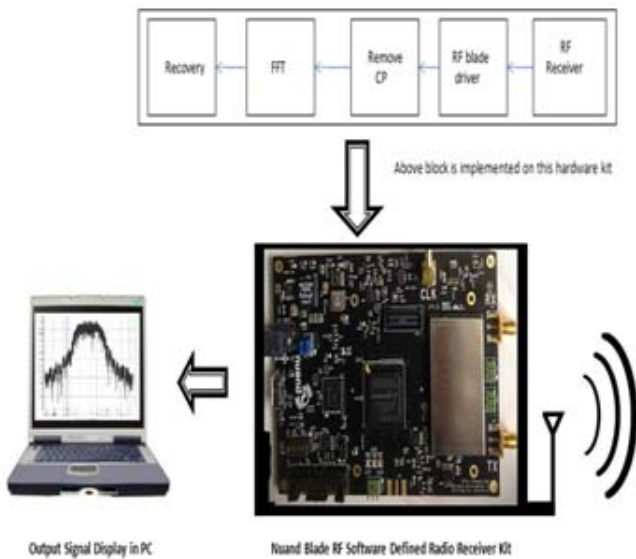 Recovery
FFT
Remove
CP
RF blade
driver
RF
Receiver
Above block is implemented on this hardware kit
CLK
RX
nuand
TX
Output Signal Display in PC
Nuand Blade RF Software Defined Radio Receiver Kit